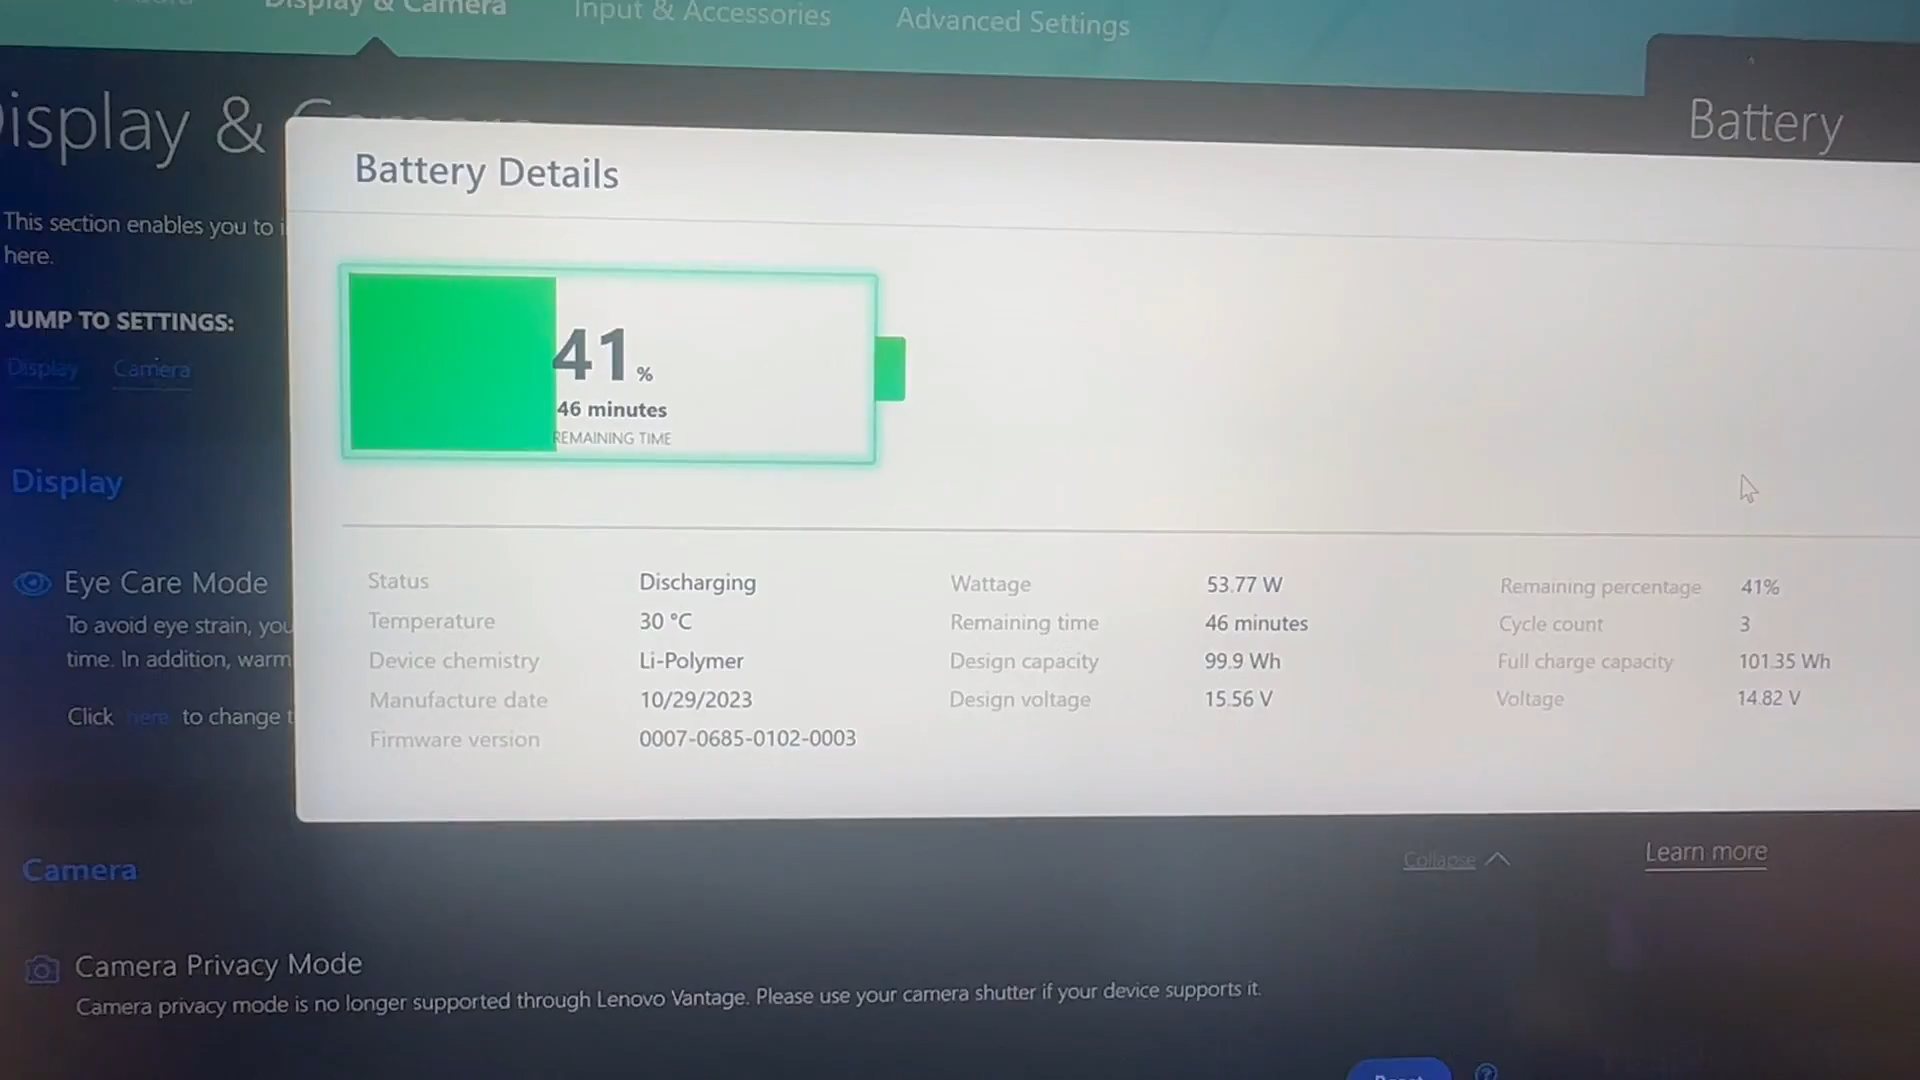 Display & Camera
Input & Accessories
Advanced Settings
isplay &
Battery
Battery Details
This section enables you to
here.
JUMP TO SETTINGS:
Display Camera
41%
46 minutes
REMAINING TIME
Display
Eye Care Mode
To avoid eye strain, you
time. In addition, warm
Click here to change t
Status Discharging
Temperature 30 °C
Device chemistry Li-Polymer
Manufacture date 10/29/2023
Firmware version 0007-0685-0102-0003
Wattage 53.77 W
Remaining time 46 minutes
Design capacity 99.9 Wh
Design voltage 15.56 V
Remaining percentage 41%
Cycle count 3
Full charge capacity 101.35 Wh
Voltage 14.82 V
Camera
Collapse
Learn more
Camera Privacy Mode
Camera privacy mode is no longer supported through Lenovo Vantage. Please use your camera shutter if your device supports it.